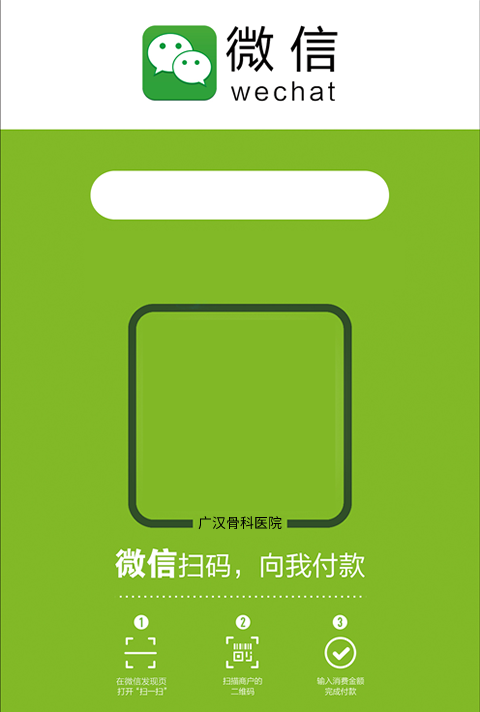 微信
wechat
广汉骨科医院
微信扫码，向我付款
1 2 3
在微信发现页 扫描商户的 输入消费金额
打开“扫一扫” 二维码 完成付款